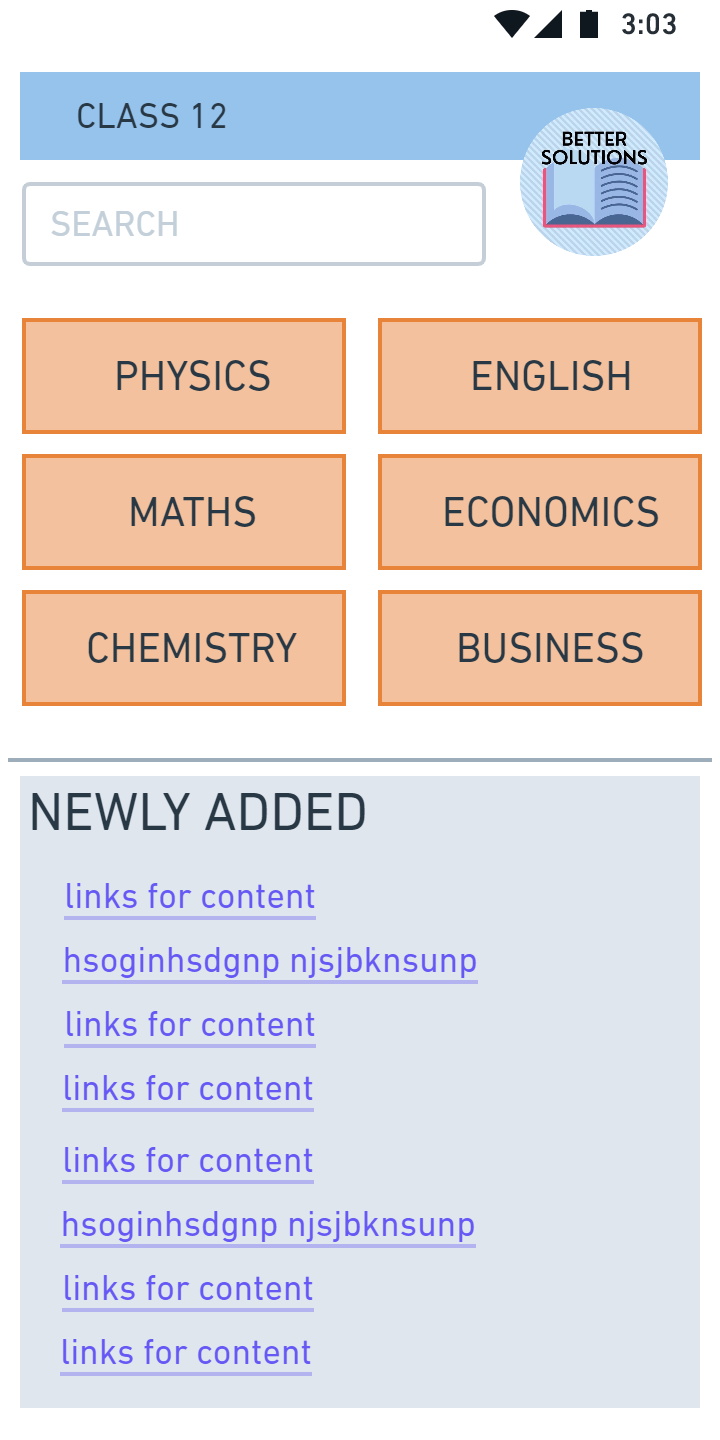 3:03
CLASS 12
BETTER
SOLUTIONS
SEARCH
PHYSICS
ENGLISH
MATHS
ECONOMICS
CHEMISTRY
BUSINESS
NEWLY ADDED
links for content
hsoginhsdgnp njsjbknsunp
links for content
links for content
links for content
hsoginhsdgnp njsjbknsunp
links for content
links for content